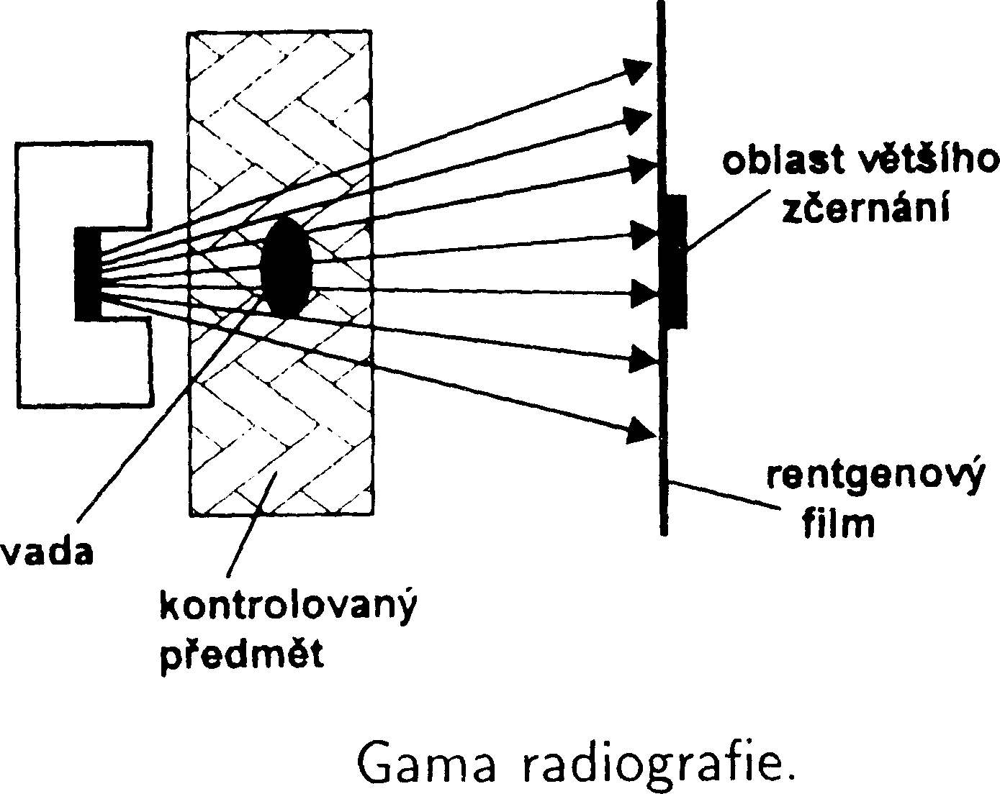 oblast většího
zčernání
rentgenový
film
vada
kontrolovaný
předmět
Gama radiografie.